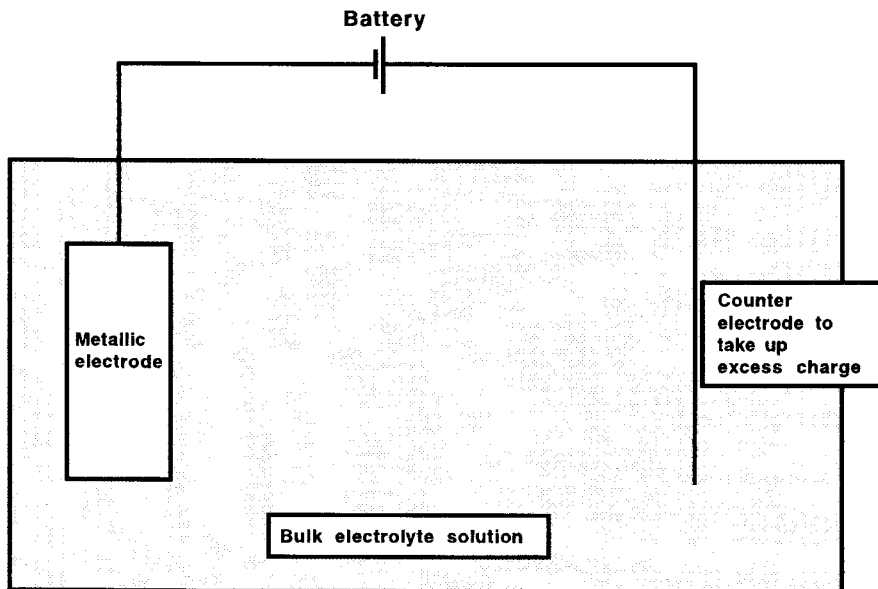 Battery
Metallic
electrode
Counter
electrode to
take up
excess charge
Bulk electrolyte solution